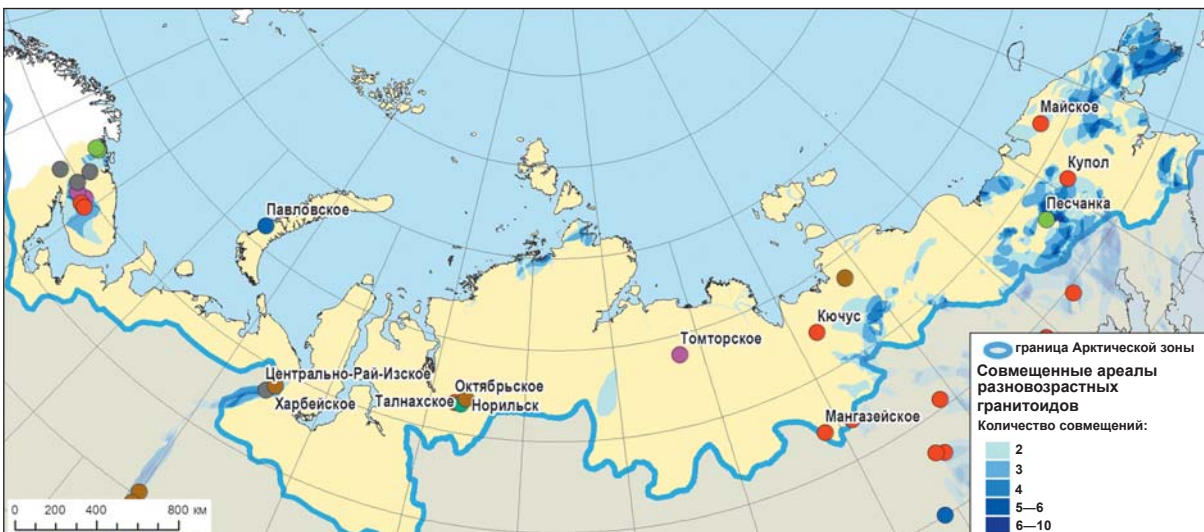 Майское
Купол
Песчанка
Павловское
Кючус
Томторское
Центрально-Рай-Изское
Харбейское
Октябрьское
Талнахское
Норильск
Мангазейское
граница Арктической зоны
Совмещенные ареалы
разновозрастных
гранитоидов
Количество совмещений:
2
3
4
5—6
6—10
0 200 400 800 км